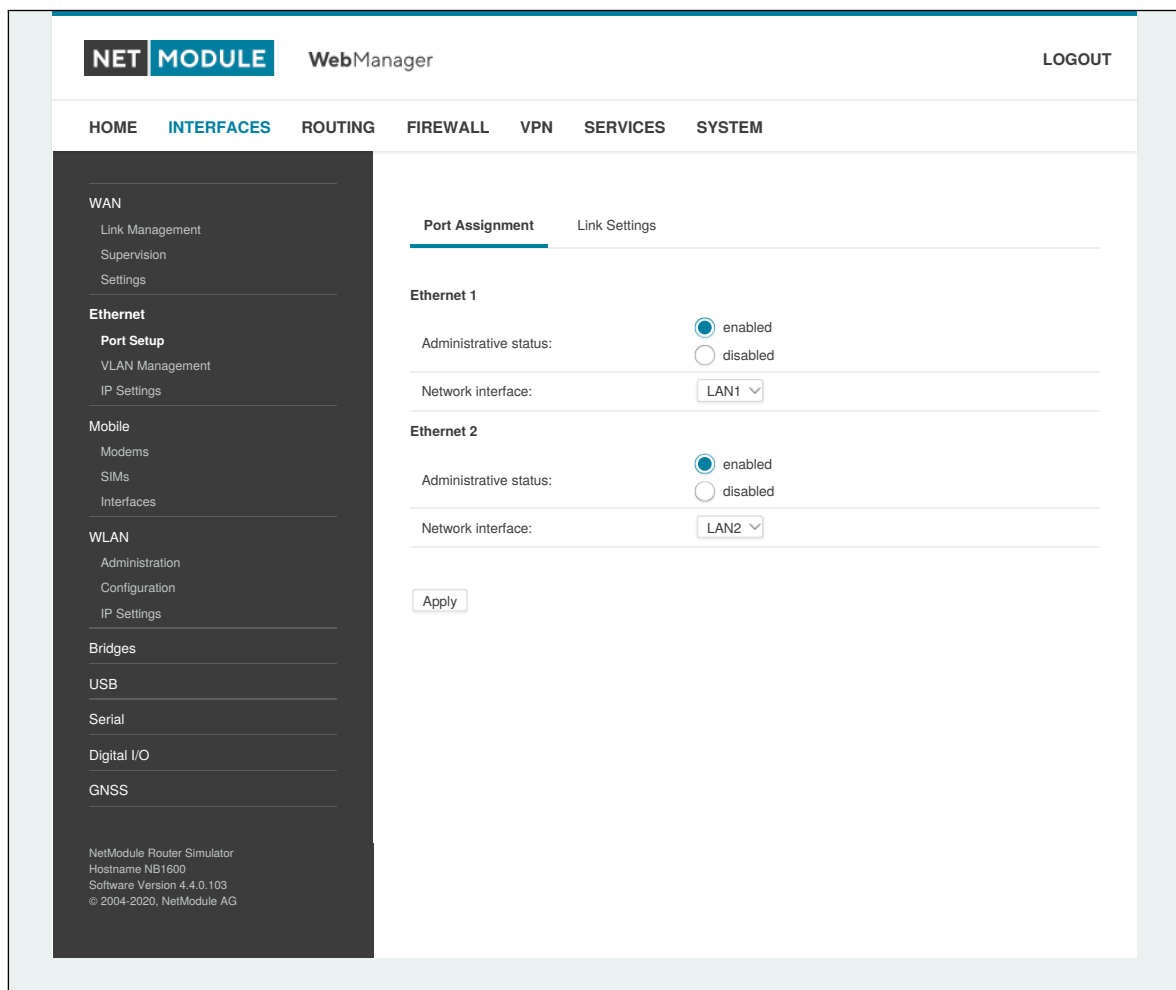 NET MODULE WebManager LOGOUT
HOME INTERFACES ROUTING FIREWALL VPN SERVICES SYSTEM
WAN
Link Management
Supervision
Settings
Ethernet
Port Setup
VLAN Management
IP Settings
Mobile
Modems
SIMs
Interfaces
WLAN
Administration
Configuration
IP Settings
Bridges
USB
Serial
Digital I/O
GNSS
NetModule Router Simulator
Hostname NB1600
Software Version 4.4.0.103
© 2004-2020, NetModule AG
Port Assignment Link Settings
Ethernet 1
Administrative status:
enabled
disabled
Network interface: LAN1
Ethernet 2
Administrative status:
enabled
disabled
Network interface: LAN2
Apply